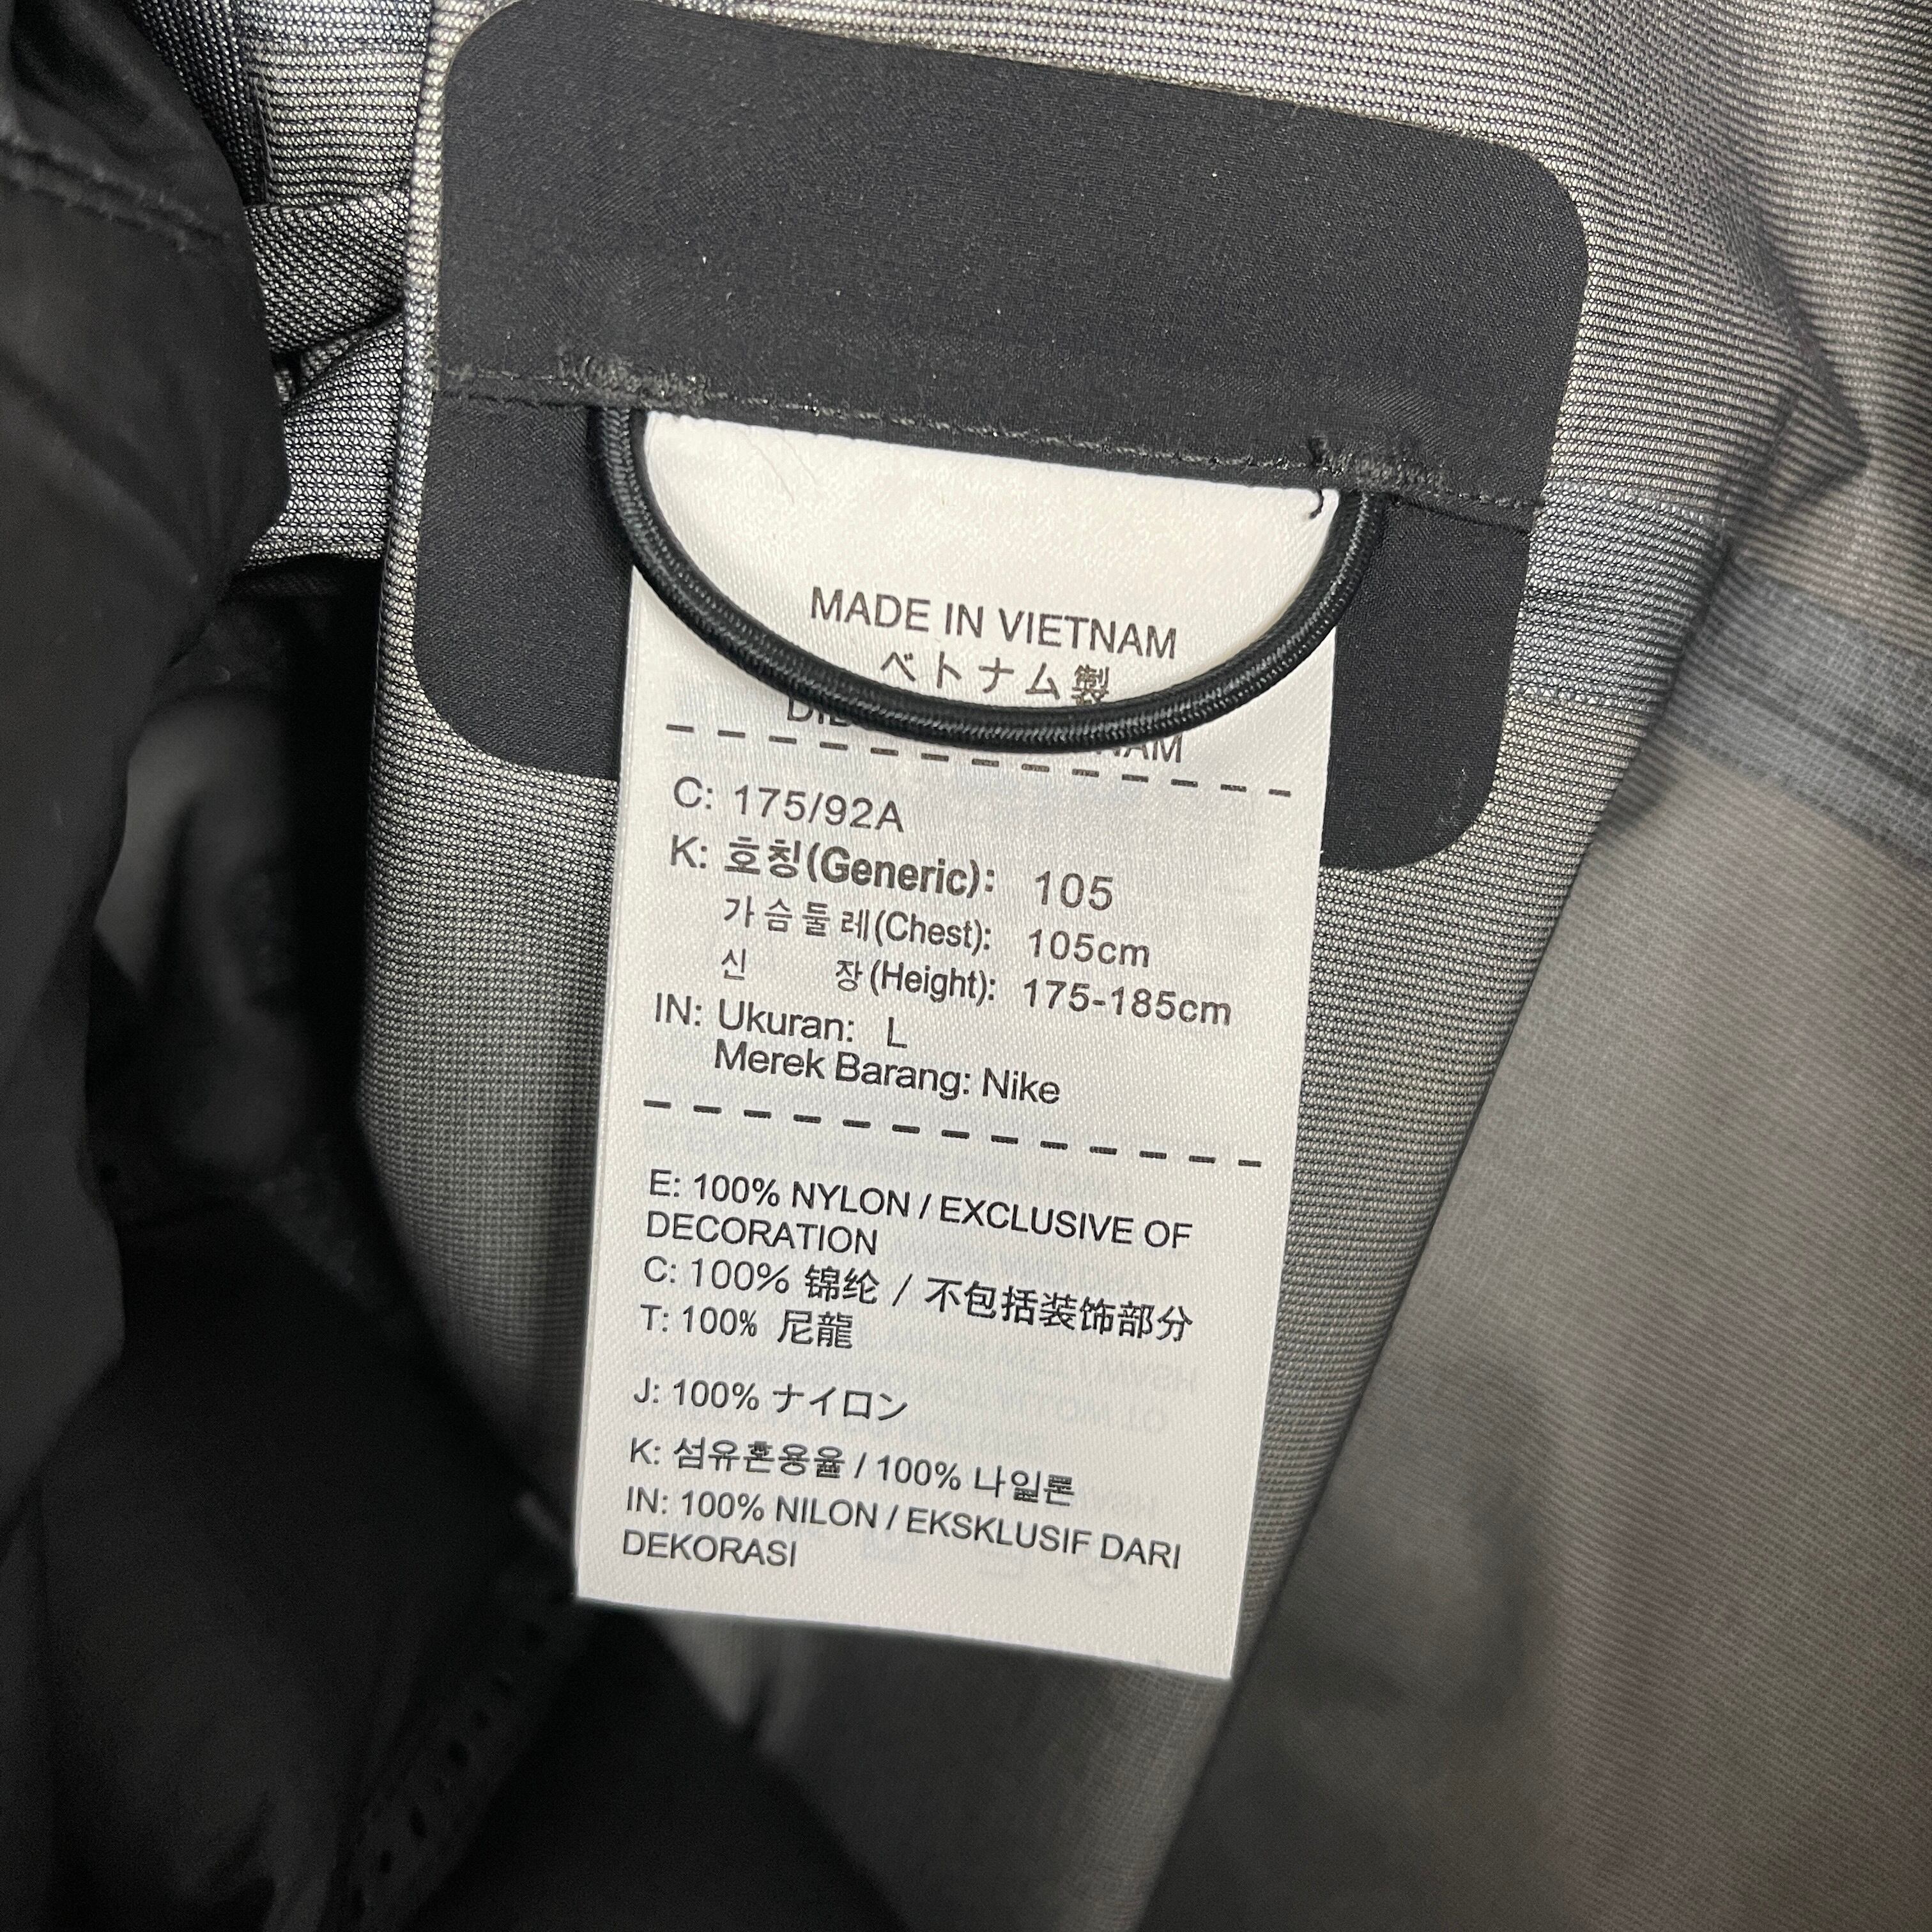 MADE IN VIETNAM
ベトナム製
C: 175/92A
K: 호칭(Generic): 105
가슴둘레(Chest): 105cm
신 장(Height): 175-185cm
IN: Ukuran: L
Merek Barang: Nike
E: 100% NYLON / EXCLUSIVE OF
DECORATION
C: 100% 锦纶 / 不包括装饰部分
T: 100% 尼龍
J: 100% ナイロン
K: 섬유혼용율 / 100% 나일론
IN: 100% NILON / EKSKLUSIF DARI
DEKORASI